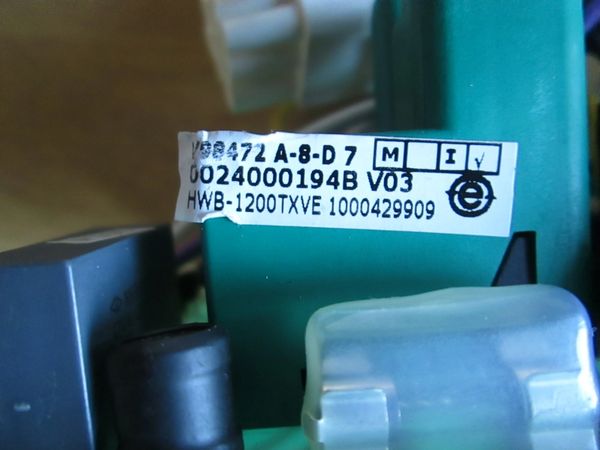 A-8-D 7 M I √
0024000194B V03
HWB-1200TXVE 1000429909
e